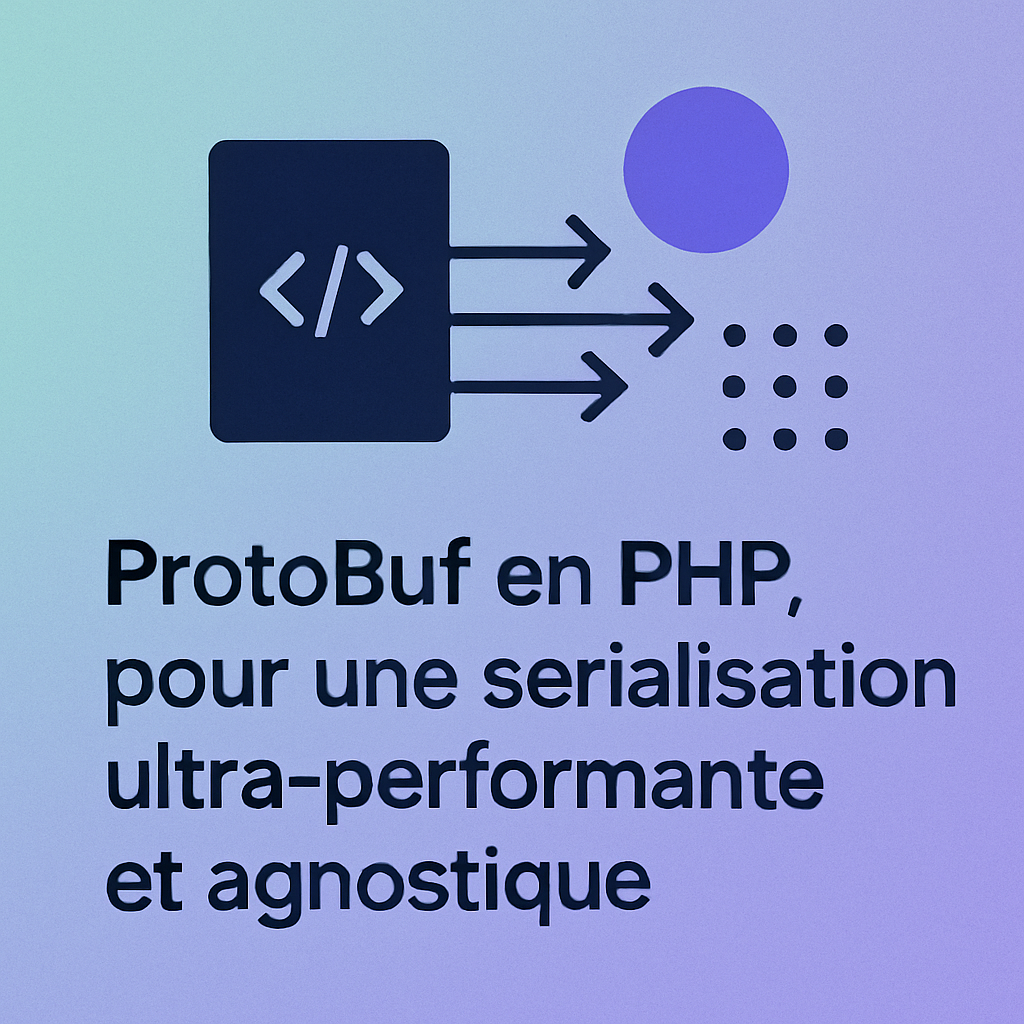 </>
ProtoBuf en PHP,
pour une serialisation
ultra-performante
et agnostique